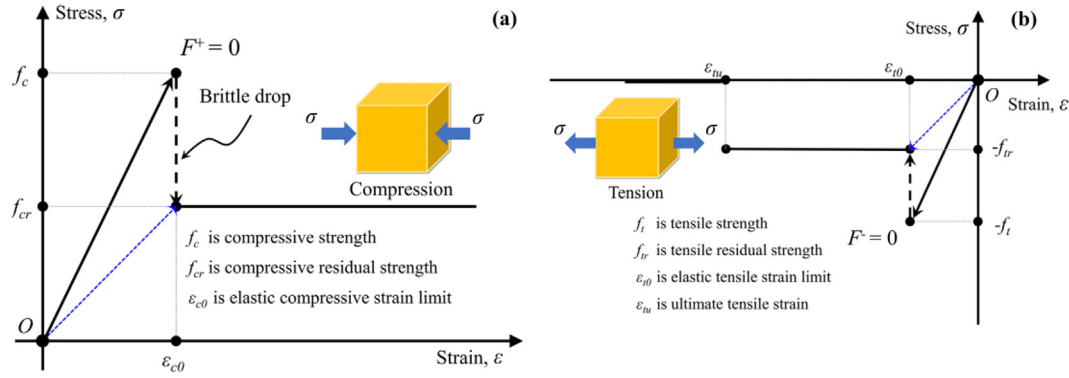 Stress, σ
(a)
F⁺ = 0
f_c
Brittle drop
σ
σ
Compression
f_cr
f_c is compressive strength
f_cr is compressive residual strength
ε_c0 is elastic compressive strain limit
O
ε_c0
Strain, ε
(b)
Stress, σ
ε_tu
ε_t0
O
Strain, ε
σ
σ
-f_tr
Tension
f_t is tensile strength
F⁻ = 0
-f_t
f_tr is tensile residual strength
ε_t0 is elastic tensile strain limit
ε_tu is ultimate tensile strain